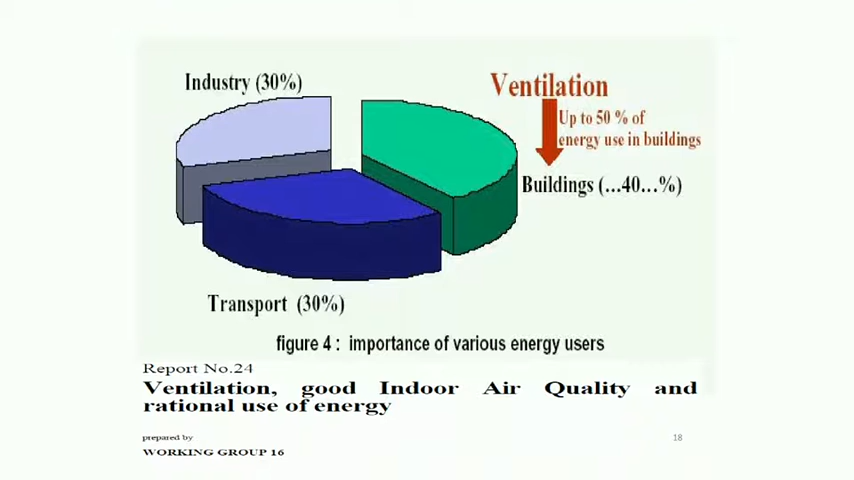 Industry (30%)
Ventilation
Up to 50 % of
energy use in buildings
Buildings (...40...%)
Transport (30%)
figure 4 : importance of various energy users
Report No.24
Ventilation, good Indoor Air Quality and
rational use of energy
prepared by
WORKING GROUP 16
18